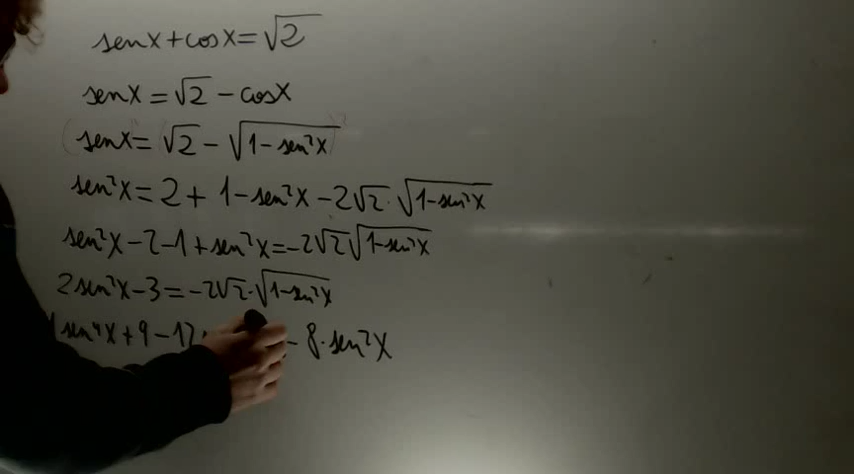 senx+cosx=√2
senx=√2-cosx
senx=√2-√1-sen²x
sen²x=2+1-sen²x-2√2·√1-sen²x
sen²x-2-1+sen²x=-2√2√1-sen²x
2sen²x-3=-2√2·√1-sen²x
sen⁴x+9-12 -8·sen²x